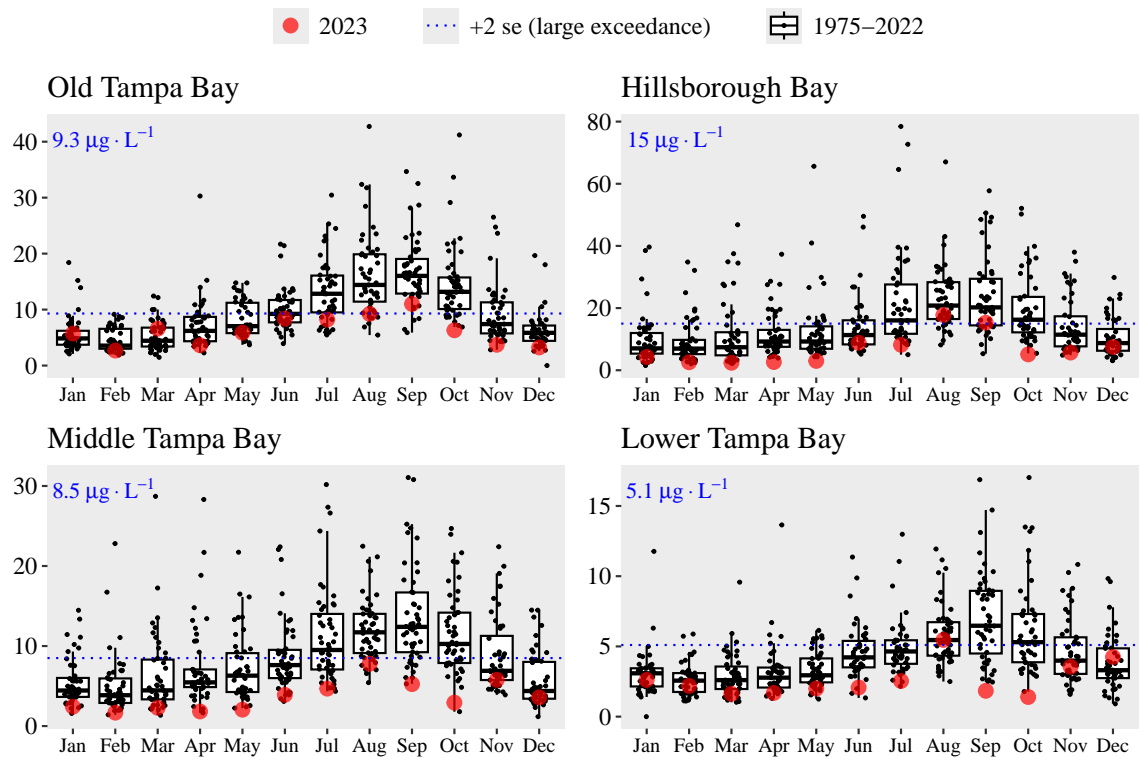 2023 +2 se (large exceedance) 1975−2022
Old Tampa Bay
9.3 μg · L⁻¹
40
30
20
10
0
Jan Feb Mar Apr May Jun Jul Aug Sep Oct Nov Dec
Hillsborough Bay
15 μg · L⁻¹
80
60
40
20
0
Jan Feb Mar Apr May Jun Jul Aug Sep Oct Nov Dec
Middle Tampa Bay
8.5 μg · L⁻¹
30
20
10
0
Jan Feb Mar Apr May Jun Jul Aug Sep Oct Nov Dec
Lower Tampa Bay
5.1 μg · L⁻¹
15
10
5
0
Jan Feb Mar Apr May Jun Jul Aug Sep Oct Nov Dec